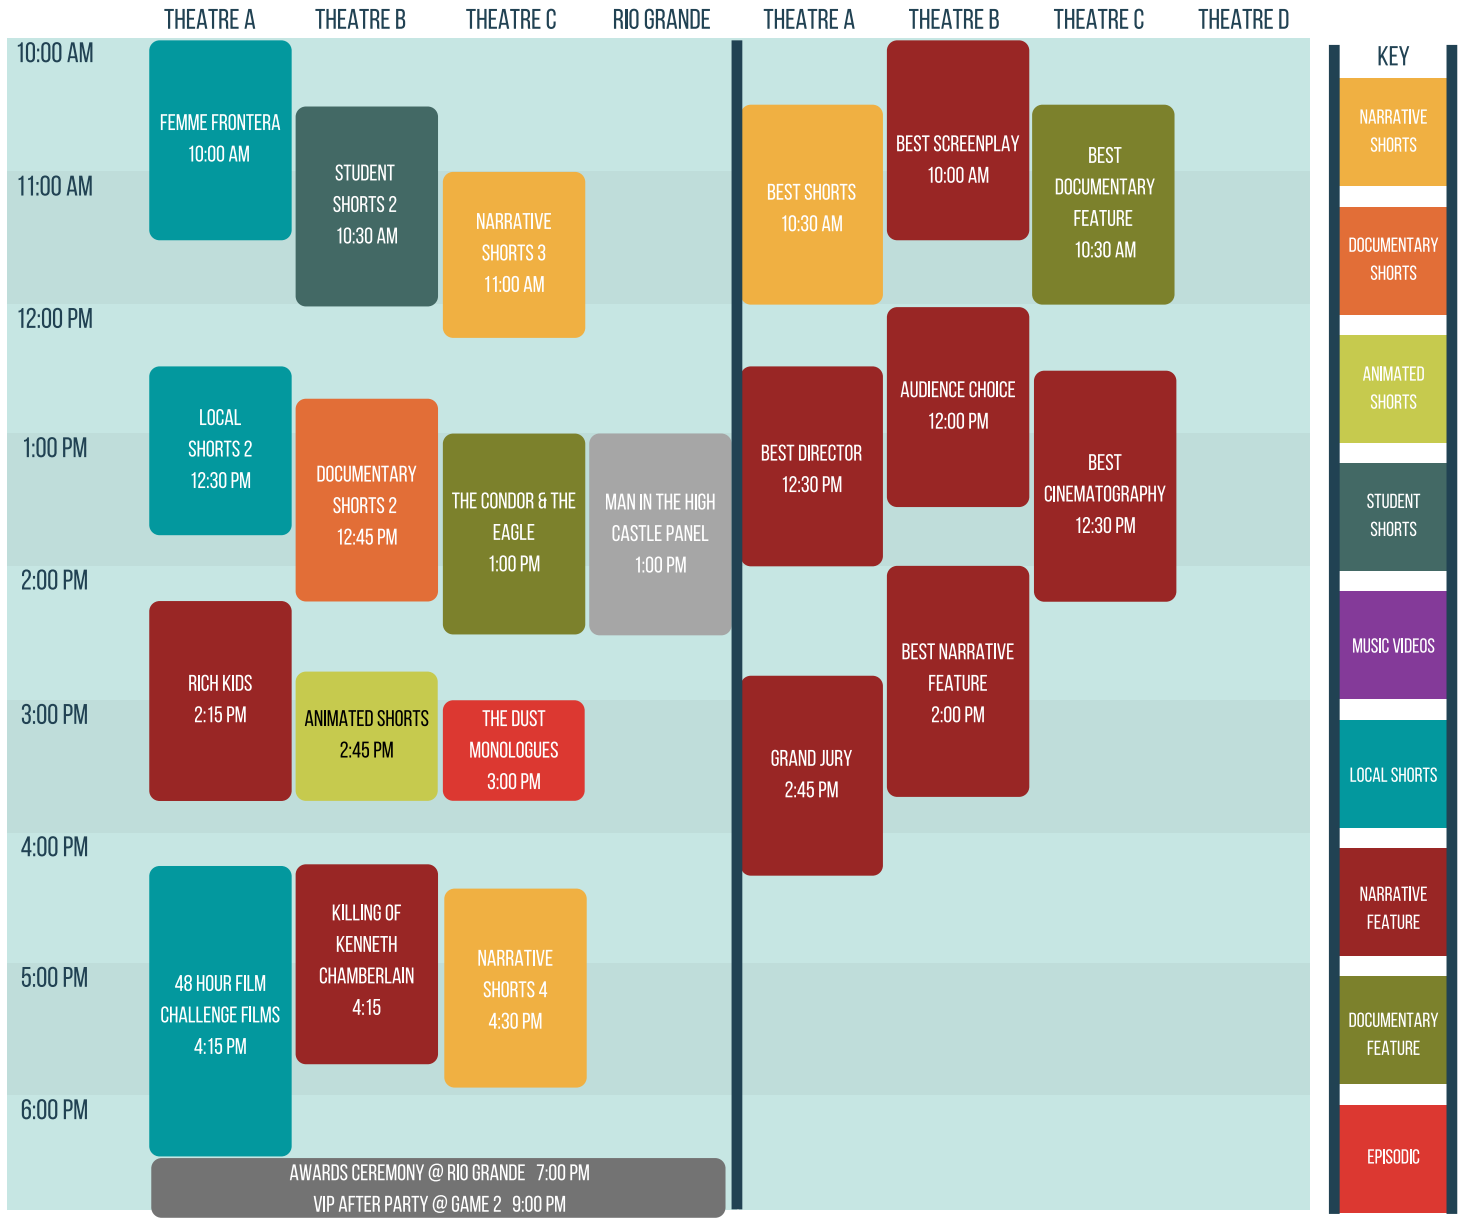 THEATRE A
THEATRE B
THEATRE C
RIO GRANDE
THEATRE A
THEATRE B
THEATRE C
THEATRE D
10:00 AM
11:00 AM
12:00 PM
1:00 PM
2:00 PM
3:00 PM
4:00 PM
5:00 PM
6:00 PM
FEMME FRONTERA
10:00 AM
LOCAL
SHORTS 2
12:30 PM
RICH KIDS
2:15 PM
48 HOUR FILM
CHALLENGE FILMS
4:15 PM
STUDENT
SHORTS 2
10:30 AM
DOCUMENTARY
SHORTS 2
12:45 PM
ANIMATED SHORTS
2:45 PM
KILLING OF
KENNETH
CHAMBERLAIN
4:15
NARRATIVE
SHORTS 3
11:00 AM
THE CONDOR & THE
EAGLE
1:00 PM
THE DUST
MONOLOGUES
3:00 PM
NARRATIVE
SHORTS 4
4:30 PM
MAN IN THE HIGH
CASTLE PANEL
1:00 PM
AWARDS CEREMONY @ RIO GRANDE 7:00 PM
VIP AFTER PARTY @ GAME 2 9:00 PM
BEST SHORTS
10:30 AM
BEST DIRECTOR
12:30 PM
GRAND JURY
2:45 PM
BEST SCREENPLAY
10:00 AM
AUDIENCE CHOICE
12:00 PM
BEST NARRATIVE
FEATURE
2:00 PM
BEST
DOCUMENTARY
FEATURE
10:30 AM
BEST
CINEMATOGRAPHY
12:30 PM
KEY
NARRATIVE
SHORTS
DOCUMENTARY
SHORTS
ANIMATED
SHORTS
STUDENT
SHORTS
MUSIC VIDEOS
LOCAL SHORTS
NARRATIVE
FEATURE
DOCUMENTARY
FEATURE
EPISODIC